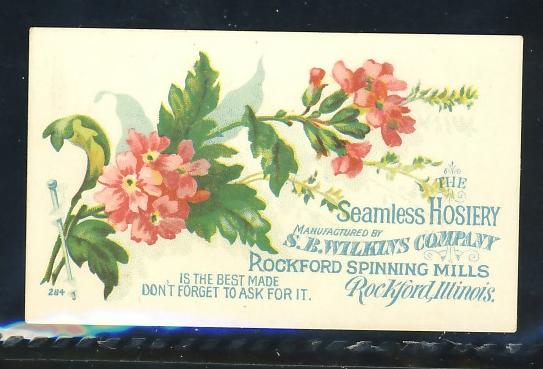 THE
Seamless Hosiery
MANUFACTURED BY
S.B. WILKINS COMPANY
ROCKFORD SPINNING MILLS
Rockford, Illinois.
IS THE BEST MADE
DON'T FORGET TO ASK FOR IT.
284